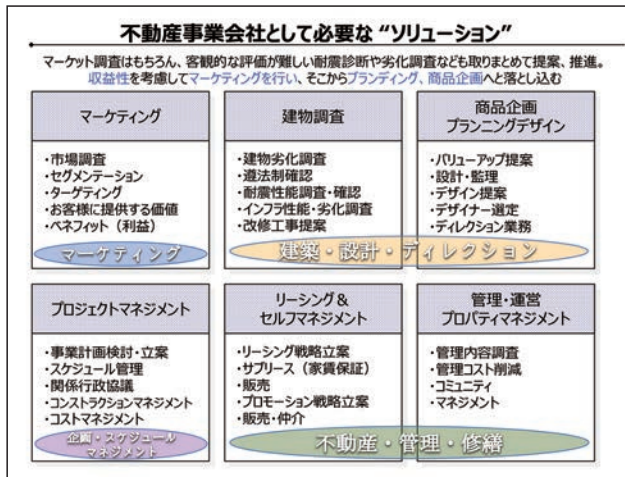 不動産事業会社として必要な“ソリューション”
マーケット調査はもちろん、客観的な評価が難しい耐震診断や劣化調査なども取りまとめて提案、推進。
収益性を考慮してマーケティングを行い、そこからブランディング、商品企画へと落とし込む
マーケティング
・市場調査
・セグメンテーション
・ターゲティング
・お客様に提供する価値
・ベネフィット（利益）
マーケティング
建物調査
・建物劣化調査
・遵法制確認
・耐震性能調査・確認
・インフラ性能・劣化調査
・改修工事提案
商品企画
プランニングデザイン
・バリューアップ提案
・設計・監理
・デザイン提案
・デザイナー選定
・ディレクション業務
建築・設計・ディレクション
プロジェクトマネジメント
・事業計画検討・立案
・スケジュール管理
・関係行政協議
・コンストラクションマネジメント
・コストマネジメント
企画・スケジュール
マネジメント
リーシング＆
セルフマネジメント
・リーシング戦略立案
・サブリース（家賃保証）
・販売
・プロモーション戦略立案
・販売・仲介
管理・運営
プロパティマネジメント
・管理内容調査
・管理コスト削減
・コミュニティ
・マネジメント
不動産・管理・修繕